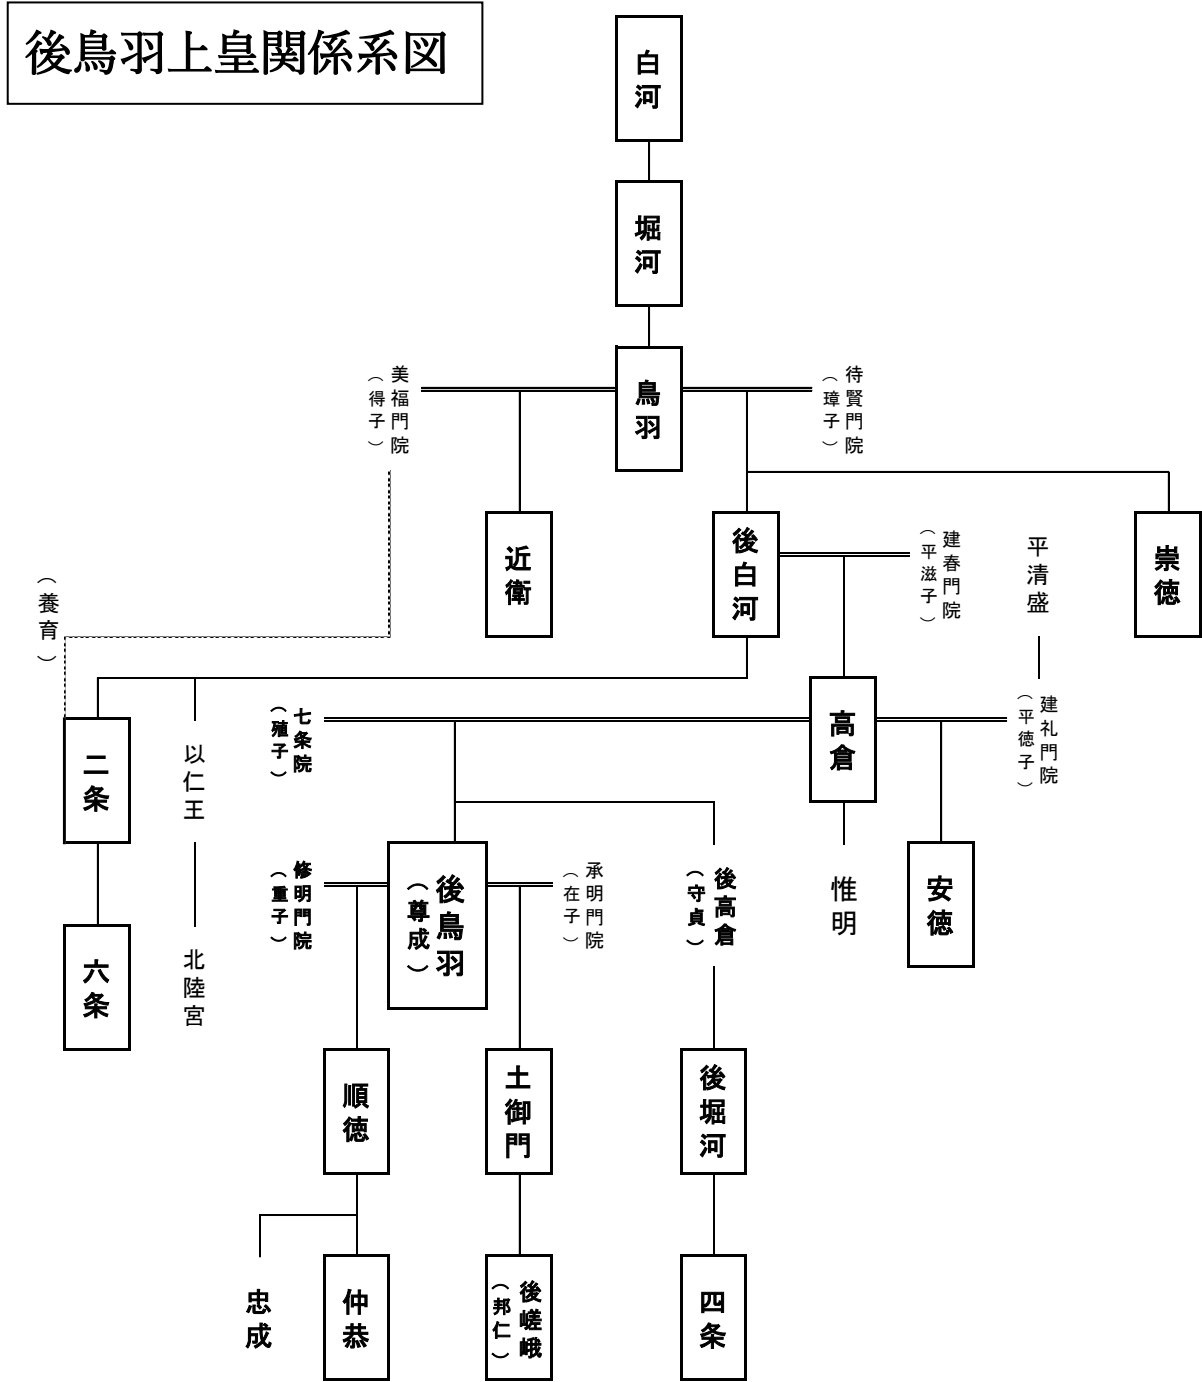 後鳥羽上皇関係系図
白河
堀河
鳥羽
美福門院
（得子）
待賢門院
（璋子）
近衛
後白河
建春門院
（平滋子）
平清盛
崇徳
（養育）
二条
以仁王
七条院
（殖子）
高倉
建礼門院
（平徳子）
修明門院
（重子）
後鳥羽
（尊成）
承明門院
（在子）
後高倉
（守貞）
惟明
安徳
六条
北陸宮
順徳
土御門
後堀河
忠成
仲恭
後嵯峨
（邦仁）
四条